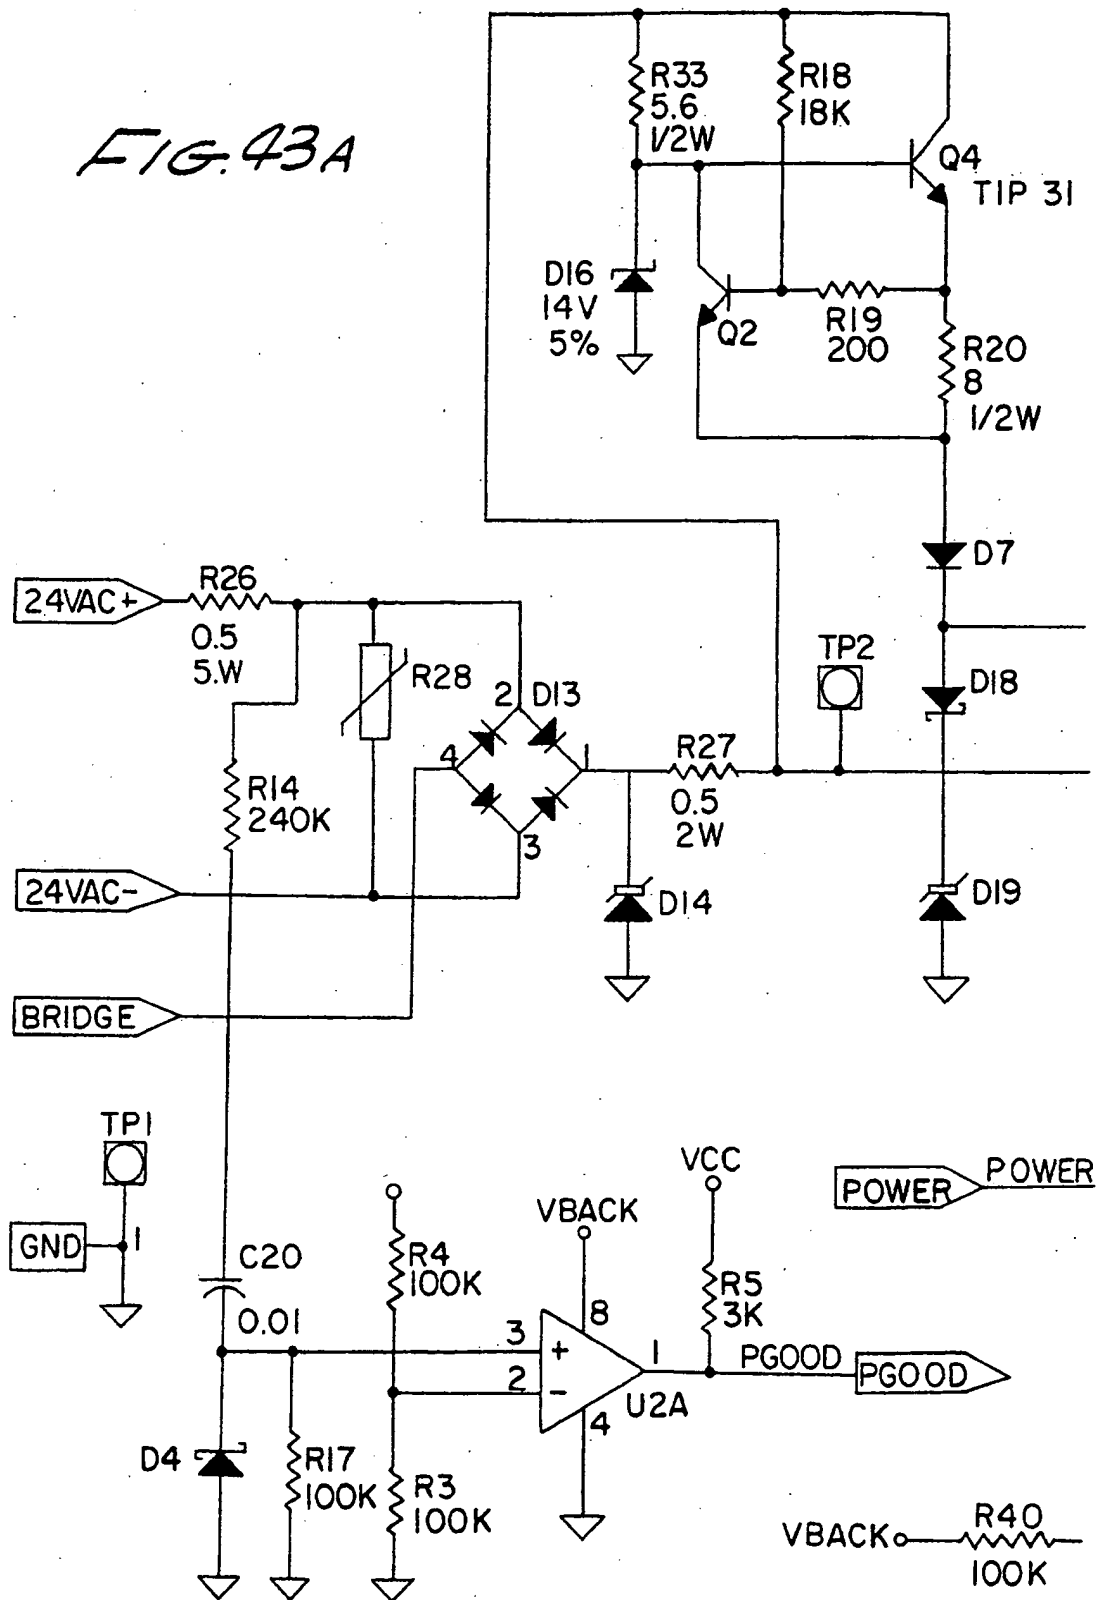 FIG. 43A
R33
5.6
1/2W
R18
18K
Q4
TIP 31
D16
14V
5%
Q2
R19
200
R20
8
1/2W
D7
24VAC+
R26
0.5
5.W
R28
2
D13
4
1
3
R27
0.5
2W
TP2
D18
R14
240K
24VAC-
D14
D19
BRIDGE
TP1
GND
1
C20
0.01
R4
100K
VBACK
8
VCC
R5
3K
POWER
POWER
3
+
2
-
1
U2A
4
PGOOD
PGOOD
D4
R17
100K
R3
100K
VBACK
R40
100K